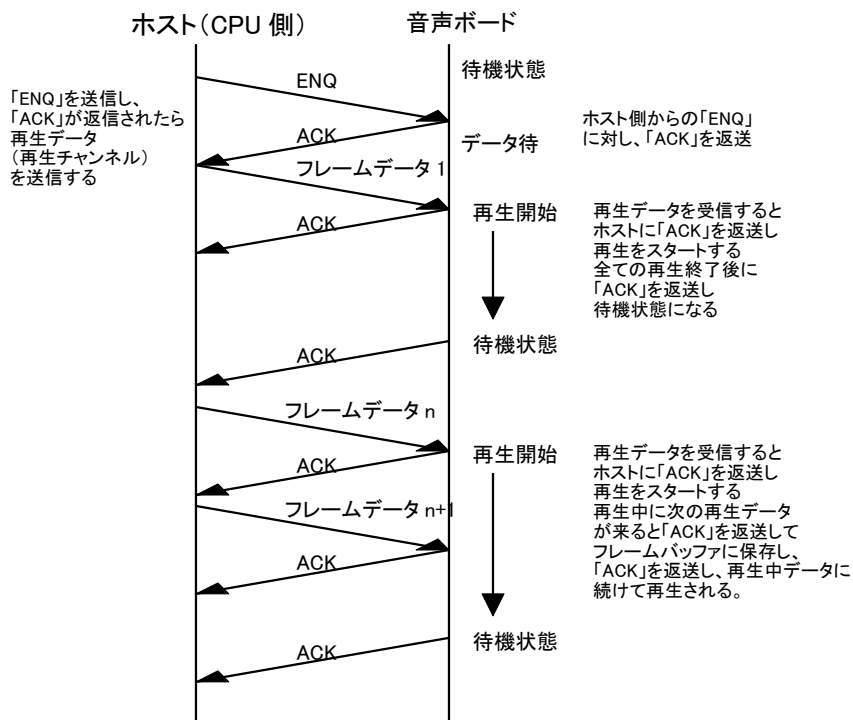 ホスト(CPU 側)
音声ボード
待機状態
ENQ
「ENQ」を送信し、
「ACK」が返信されたら
再生データ
(再生チャンネル)
を送信する
ACK
データ待
ホスト側からの「ENQ」
に対し、「ACK」を返送
フレームデータ 1
再生開始
再生データを受信すると
ホストに「ACK」を返送し
再生をスタートする
全ての再生終了後に
「ACK」を返送し
待機状態になる
ACK
待機状態
ACK
フレームデータ n
再生開始
再生データを受信すると
ホストに「ACK」を返送し
再生をスタートする
再生中に次の再生データ
が来ると「ACK」を返送して
フレームバッファに保存し、
「ACK」を返送し、再生中データに
続けて再生される。
ACK
フレームデータ n+1
ACK
待機状態
ACK